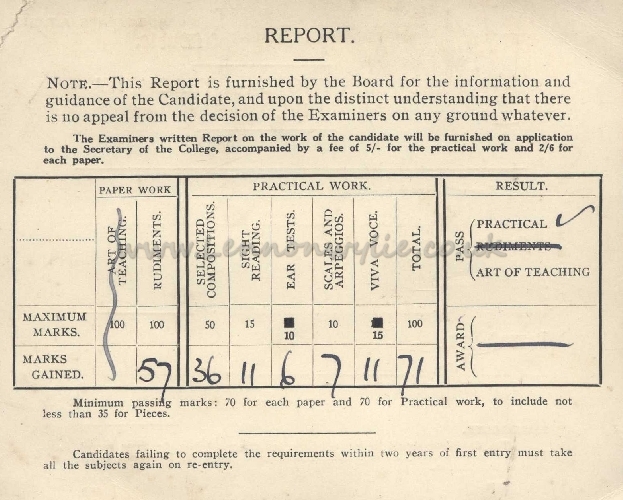 REPORT.
NOTE.—This Report is furnished by the Board for the information and
guidance of the Candidate, and upon the distinct understanding that there
is no appeal from the decision of the Examiners on any ground whatever.
The Examiners written Report on the work of the candidate will be furnished on application
to the Secretary of the College, accompanied by a fee of 5/- for the practical work and 2/6 for
each paper.
PAPER WORK PRACTICAL WORK. RESULT.
ART OF TEACHING. RUDIMENTS. SELECTED COMPOSITIONS. SIGHT READING. EAR TESTS. SCALES AND ARPEGGIOS. VIVA VOCE. TOTAL.
PASS
PRACTICAL ✓
RUDIMENTS
ART OF TEACHING
MAXIMUM MARKS. 100 100 50 15 10 10 15 100
AWARD
MARKS GAINED. 57 36 11 6 7 11 71
Minimum passing marks: 70 for each paper and 70 for Practical work, to include not
less than 35 for Pieces.
Candidates failing to complete the requirements within two years of first entry must take
all the subjects again on re-entry.